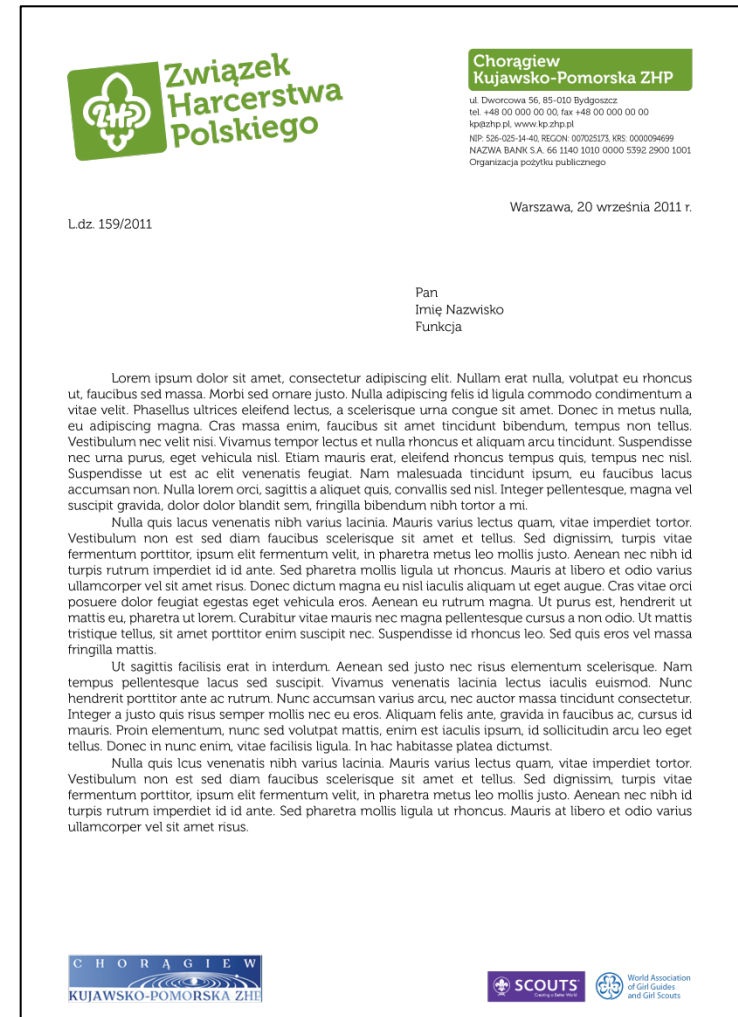 ZHP
Związek
Harcerstwa
Polskiego
Chorągiew
Kujawsko-Pomorska ZHP
ul. Dworcowa 56, 85-010 Bydgoszcz
tel. +48 00 000 00 00, fax +48 00 000 00 00
kp@zhp.pl, www.kp.zhp.pl
NIP: 526-025-14-40, REGON: 007025173, KRS: 0000094699
NAZWA BANK S.A. 66 1140 1010 0000 5392 2900 1001
Organizacja pożytku publicznego
Warszawa, 20 września 2011 r.
L.dz. 159/2011
Pan
Imię Nazwisko
Funkcja
Lorem ipsum dolor sit amet, consectetur adipiscing elit. Nullam erat nulla, volutpat eu rhoncus
ut, faucibus sed massa. Morbi sed ornare justo. Nulla adipiscing felis id ligula commodo condimentum a
vitae velit. Phasellus ultrices eleifend lectus, a scelerisque urna congue sit amet. Donec in metus nulla,
eu adipiscing magna. Cras massa enim, faucibus sit amet tincidunt bibendum, tempus non tellus.
Vestibulum nec velit nisi. Vivamus tempor lectus et nulla rhoncus et aliquam arcu tincidunt. Suspendisse
nec urna purus, eget vehicula nisl. Etiam mauris erat, eleifend rhoncus tempus quis, tempus nec nisl.
Suspendisse ut est ac elit venenatis feugiat. Nam malesuada tincidunt ipsum, eu faucibus lacus
accumsan non. Nulla lorem orci, sagittis a aliquet quis, convallis sed nisl. Integer pellentesque, magna vel
suscipit gravida, dolor dolor blandit sem, fringilla bibendum nibh tortor a mi.
Nulla quis lacus venenatis nibh varius lacinia. Mauris varius lectus quam, vitae imperdiet tortor.
Vestibulum non est sed diam faucibus scelerisque sit amet et tellus. Sed dignissim, turpis vitae
fermentum porttitor, ipsum elit fermentum velit, in pharetra metus leo mollis justo. Aenean nec nibh id
turpis rutrum imperdiet id id ante. Sed pharetra mollis ligula ut rhoncus. Mauris at libero et odio varius
ullamcorper vel sit amet risus. Donec dictum magna eu nisl iaculis aliquam ut eget augue. Cras vitae orci
posuere dolor feugiat egestas eget vehicula eros. Aenean eu rutrum magna. Ut purus est, hendrerit ut
mattis eu, pharetra ut lorem. Curabitur vitae mauris nec magna pellentesque cursus a non odio. Ut mattis
tristique tellus, sit amet porttitor enim suscipit nec. Suspendisse id rhoncus leo. Sed quis eros vel massa
fringilla mattis.
Ut sagittis facilisis erat in interdum. Aenean sed justo nec risus elementum scelerisque. Nam
tempus pellentesque lacus sed suscipit. Vivamus venenatis lacinia lectus iaculis euismod. Nunc
hendrerit porttitor ante ac rutrum. Nunc accumsan varius arcu, nec auctor massa tincidunt consectetur.
Integer a justo quis risus semper mollis nec eu eros. Aliquam felis ante, gravida in faucibus ac, cursus id
mauris. Proin elementum, nunc sed volutpat mattis, enim est iaculis ipsum, id sollicitudin arcu leo eget
tellus. Donec in nunc enim, vitae facilisis ligula. In hac habitasse platea dictumst.
Nulla quis lcus venenatis nibh varius lacinia. Mauris varius lectus quam, vitae imperdiet tortor.
Vestibulum non est sed diam faucibus scelerisque sit amet et tellus. Sed dignissim, turpis vitae
fermentum porttitor, ipsum elit fermentum velit, in pharetra metus leo mollis justo. Aenean nec nibh id
turpis rutrum imperdiet id id ante. Sed pharetra mollis ligula ut rhoncus. Mauris at libero et odio varius
ullamcorper vel sit amet risus.
CHORĄGIEW
KUJAWSKO-POMORSKA ZHP
SCOUTS
Creating a Better World
World Association
of Girl Guides
and Girl Scouts